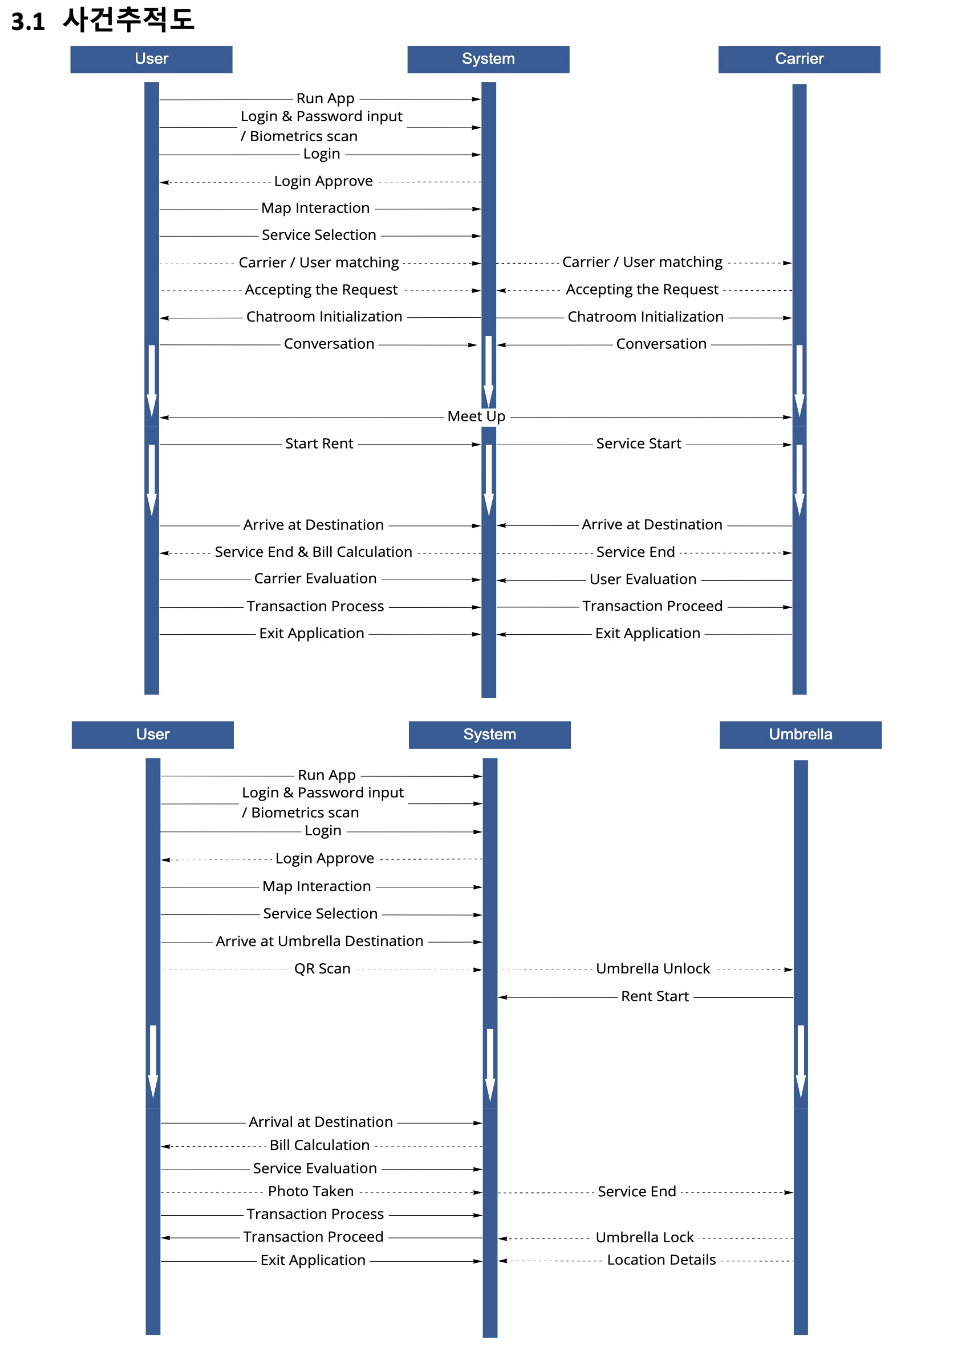 3.1 사건추적도
User System Carrier
Run App
Login & Password input
/ Biometrics scan
Login
Login Approve
Map Interaction
Service Selection
Carrier / User matching Carrier / User matching
Accepting the Request Accepting the Request
Chatroom Initialization Chatroom Initialization
Conversation Conversation
Meet Up
Start Rent Service Start
Arrive at Destination Arrive at Destination
Service End & Bill Calculation Service End
Carrier Evaluation User Evaluation
Transaction Process Transaction Proceed
Exit Application Exit Application
User System Umbrella
Run App
Login & Password input
/ Biometrics scan
Login
Login Approve
Map Interaction
Service Selection
Arrive at Umbrella Destination
QR Scan Umbrella Unlock
Rent Start
Arrival at Destination
Bill Calculation
Service Evaluation
Photo Taken Service End
Transaction Process
Transaction Proceed Umbrella Lock
Exit Application Location Details